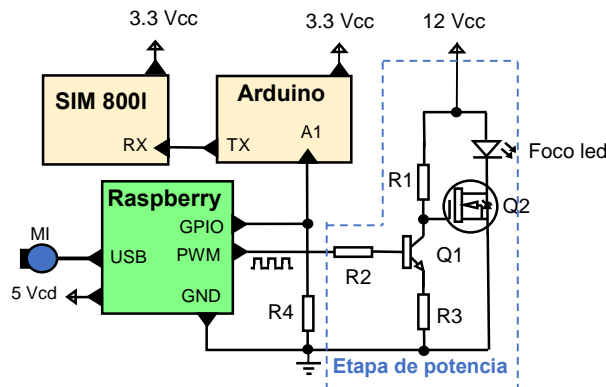 3.3 Vcc
3.3 Vcc
12 Vcc
SIM 800l
RX
Arduino
TX
A1
Foco led
R1
Q2
Raspberry
GPIO
MI
USB
PWM
Q1
R2
5 Vcd
GND
R4
R3
Etapa de potencia